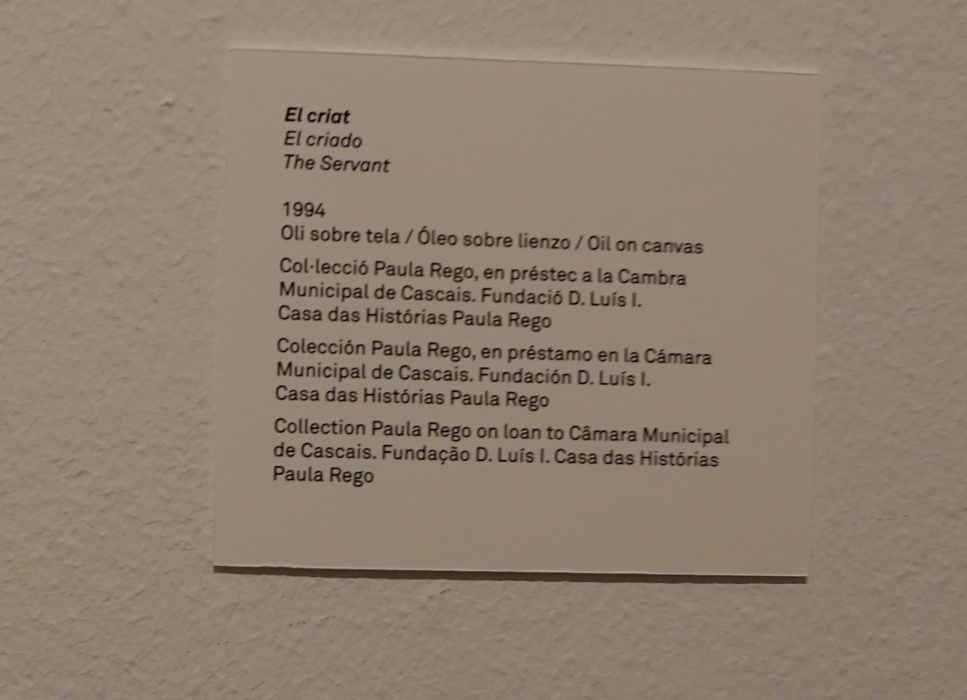 El criat
El criado
The Servant
1994
Oli sobre tela / Óleo sobre lienzo / Oil on canvas
Col·lecció Paula Rego, en préstec a la Cambra
Municipal de Cascais. Fundació D. Luís I.
Casa das Histórias Paula Rego
Colección Paula Rego, en préstamo en la Cámara
Municipal de Cascais. Fundación D. Luís I.
Casa das Histórias Paula Rego
Collection Paula Rego on loan to Câmara Municipal
de Cascais. Fundação D. Luís I. Casa das Histórias
Paula Rego